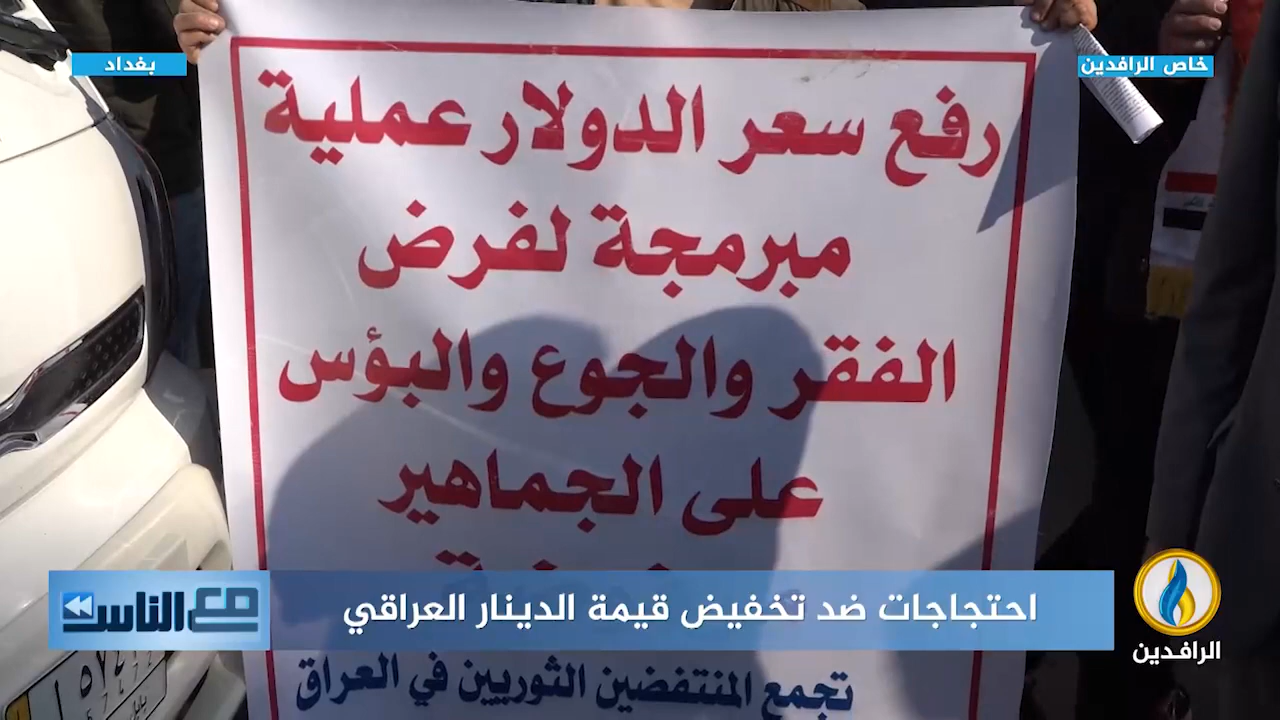 بغداد
خاص الرافدين
رفع سعر الدولار عملية
مبرمجة لفرض
الفقر والجوع والبؤس
على الجماهير
احتجاجات ضد تخفيض قيمة الدينار العراقي
مع الناس
الرافدين
تجمع المنتفضين الثوريين في العراق